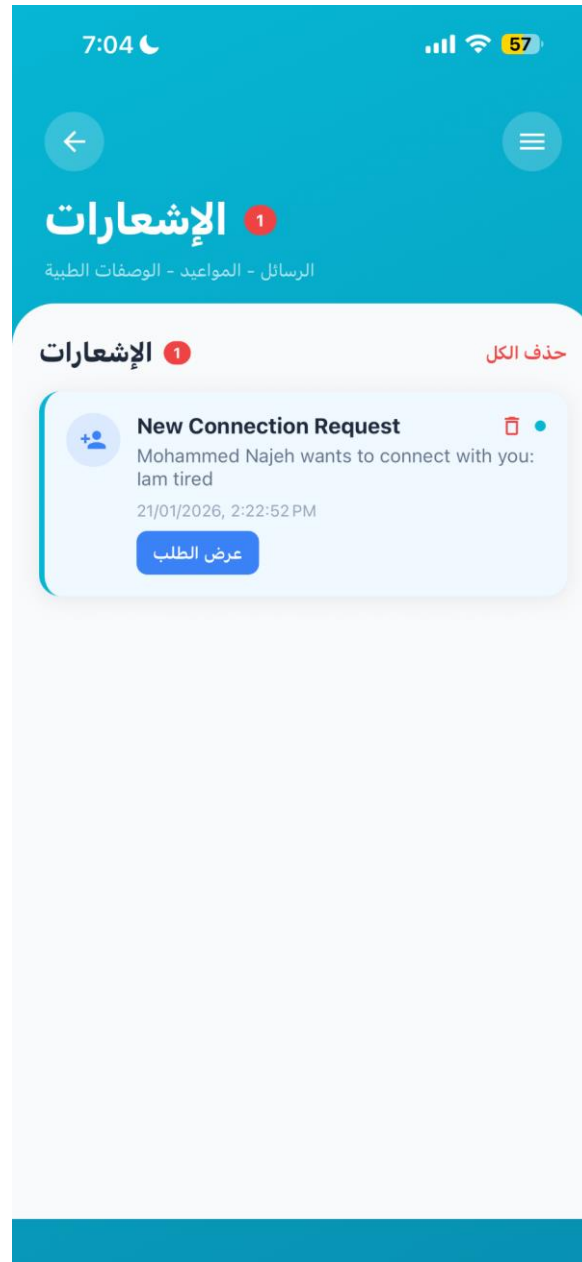 7:04
57
الإشعارات 1
الرسائل - المواعيد - الوصفات الطبية
الإشعارات 1
حذف الكل
New Connection Request
Mohammed Najeh wants to connect with you:
Iam tired
21/01/2026, 2:22:52 PM
عرض الطلب